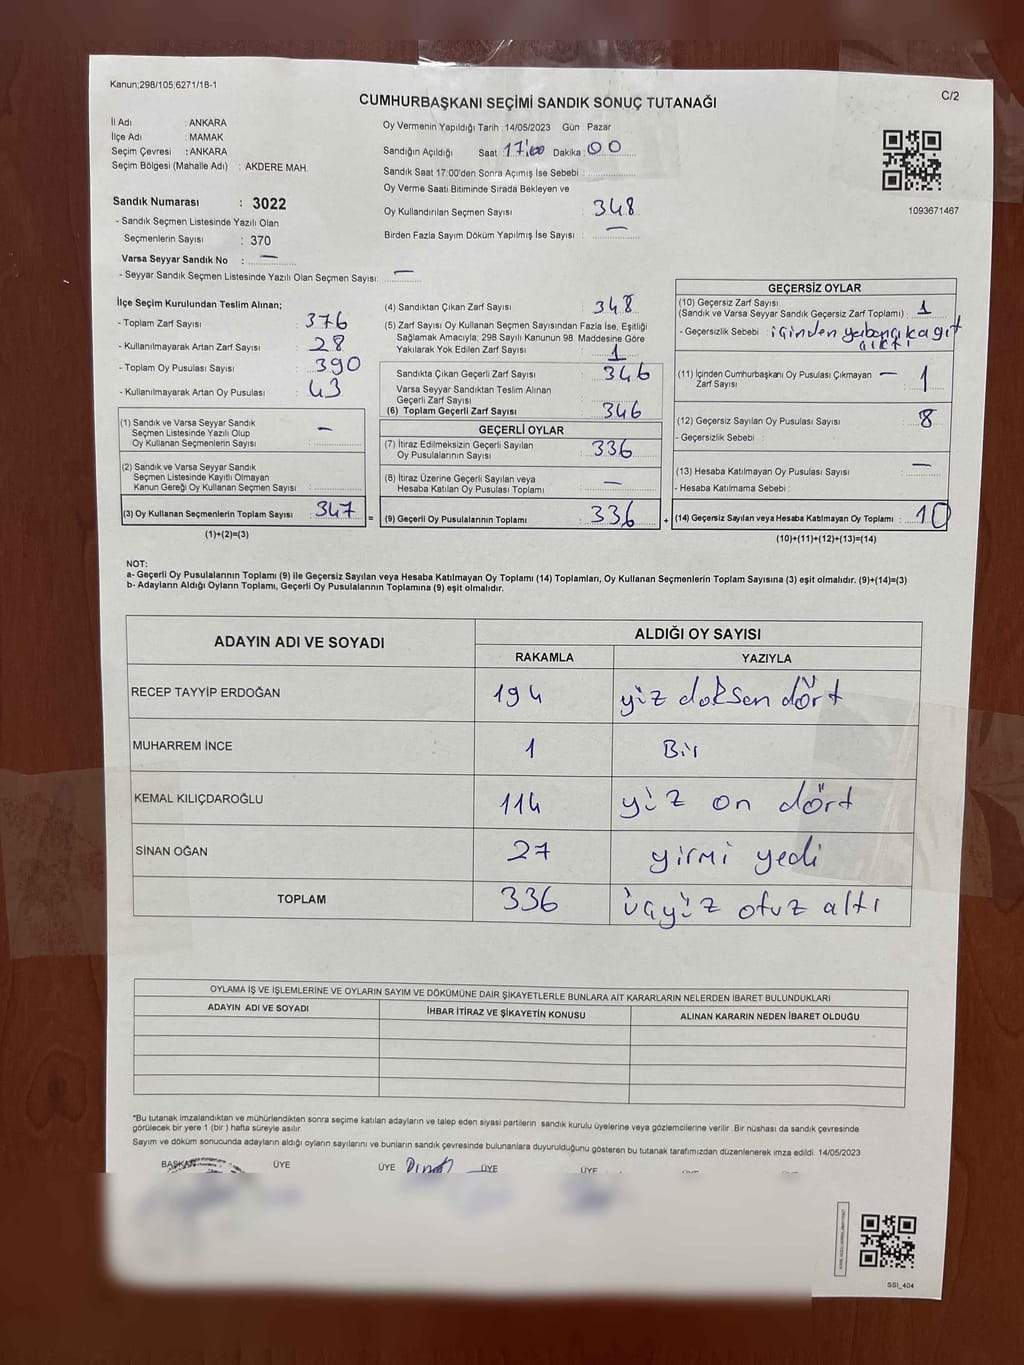 Kanun;298/105;6271/18-1
C/2
CUMHURBAŞKANI SEÇİMİ SANDIK SONUÇ TUTANAĞI
İl Adı : ANKARA
İlçe Adı : MAMAK
Seçim Çevresi : ANKARA
Seçim Bölgesi (Mahalle Adı) : AKDERE MAH.
Sandık Numarası : 3022
- Sandık Seçmen Listesinde Yazılı Olan
Seçmenlerin Sayısı : 370
Varsa Seyyar Sandık No : —
- Seyyar Sandık Seçmen Listesinde Yazılı Olan Seçmen Sayısı: —
Oy Vermenin Yapıldığı Tarih : 14/05/2023 Gün : Pazar
Sandığın Açıldığı Saat 17:00 Dakika : 00
Sandık Saat 17:00'den Sonra Açımış İse Sebebi :
Oy Verme Saati Bitiminde Sırada Bekleyen ve
Oy Kullandırılan Seçmen Sayısı : 348
Birden Fazla Sayım Döküm Yapılmış İse Sayısı : —
1093671467
İlçe Seçim Kurulundan Teslim Alınan;
- Toplam Zarf Sayısı : 376
- Kullanılmayarak Artan Zarf Sayısı : 28
- Toplam Oy Pusulası Sayısı : 390
- Kullanılmayarak Artan Oy Pusulası : 43
(1) Sandık ve Varsa Seyyar Sandık
Seçmen Listesinde Yazılı Olup
Oy Kullanan Seçmenlerin Sayısı : —
(2) Sandık ve Varsa Seyyar Sandık
Seçmen Listesinde Kayıtlı Olmayan
Kanun Gereği Oy Kullanan Seçmen Sayısı :
(3) Oy Kullanan Seçmenlerin Toplam Sayısı : 347
(1)+(2)=(3)
(4) Sandıktan Çıkan Zarf Sayısı : 348
(5) Zarf Sayısı Oy Kullanan Seçmen Sayısından Fazla İse, Eşitliği
Sağlamak Amacıyla; 298 Sayılı Kanunun 98. Maddesine Göre
Yakılarak Yok Edilen Zarf Sayısı : 1
Sandıkta Çıkan Geçerli Zarf Sayısı : 346
Varsa Seyyar Sandıktan Teslim Alınan
Geçerli Zarf Sayısı :
(6) Toplam Geçerli Zarf Sayısı : 346
GEÇERLİ OYLAR
(7) İtiraz Edilmeksizin Geçerli Sayılan
Oy Pusulalarının Sayısı : 336
(8) İtiraz Üzerine Geçerli Sayılan veya
Hesaba Katılan Oy Pusulası Toplamı : —
= (9) Geçerli Oy Pusulalarının Toplamı : 336
GEÇERSİZ OYLAR
(10) Geçersiz Zarf Sayısı
(Sandık ve Varsa Seyyar Sandık Geçersiz Zarf Toplamı) : 1
- Geçersizlik Sebebi : içinden yabancı kağıt
çıktı
(11) İçinden Cumhurbaşkanı Oy Pusulası Çıkmayan — 1
Zarf Sayısı
(12) Geçersiz Sayılan Oy Pusulası Sayısı : 8
- Geçersizlik Sebebi :
(13) Hesaba Katılmayan Oy Pusulası Sayısı : —
- Hesaba Katılmama Sebebi :
+ (14) Geçersiz Sayılan veya Hesaba Katılmayan Oy Toplamı : 10
(10)+(11)+(12)+(13)=(14)
NOT:
a- Geçerli Oy Pusulalarının Toplamı (9) ile Geçersiz Sayılan veya Hesaba Katılmayan Oy Toplamı (14) Toplamları, Oy Kullanan Seçmenlerin Toplam Sayısına (3) eşit olmalıdır. (9)+(14)=(3)
b- Adayların Aldığı Oyların Toplamı, Geçerli Oy Pusulalarının Toplamına (9) eşit olmalıdır.
ADAYIN ADI VE SOYADI
ALDIĞI OY SAYISI
RAKAMLA YAZIYLA
RECEP TAYYİP ERDOĞAN 194 yüz doksan dört
MUHARREM İNCE 1 Bir
KEMAL KILIÇDAROĞLU 114 yüz on dört
SİNAN OĞAN 27 yirmi yedi
TOPLAM 336 üçyüz otuz altı
OYLAMA İŞ VE İŞLEMLERİNE VE OYLARIN SAYIM VE DÖKÜMÜNE DAİR ŞİKAYETLERLE BUNLARA AİT KARARLARIN NELERDEN İBARET BULUNDUKLARI
ADAYIN ADI VE SOYADI İHBAR İTİRAZ VE ŞİKAYETİN KONUSU ALINAN KARARIN NEDEN İBARET OLDUĞU
*Bu tutanak imzalandıktan ve mühürlendikten sonra seçime katılan adayların ve talep eden siyasi partilerin sandık kurulu üyelerine veya gözlemcilerine verilir. Bir nüshası da sandık çevresinde
görülecek bir yere 1 (bir ) hafta süreyle asılır.
Sayım ve döküm sonucunda adayların aldığı oyların sayılarını ve bunların sandık çevresinde bulunanlara duyurulduğunu gösteren bu tutanak tarafımızdan düzenlenerek imza edildi. 14/05/2023
BAŞKAN ÜYE ÜYE ÜYE ÜYE
SSI_404